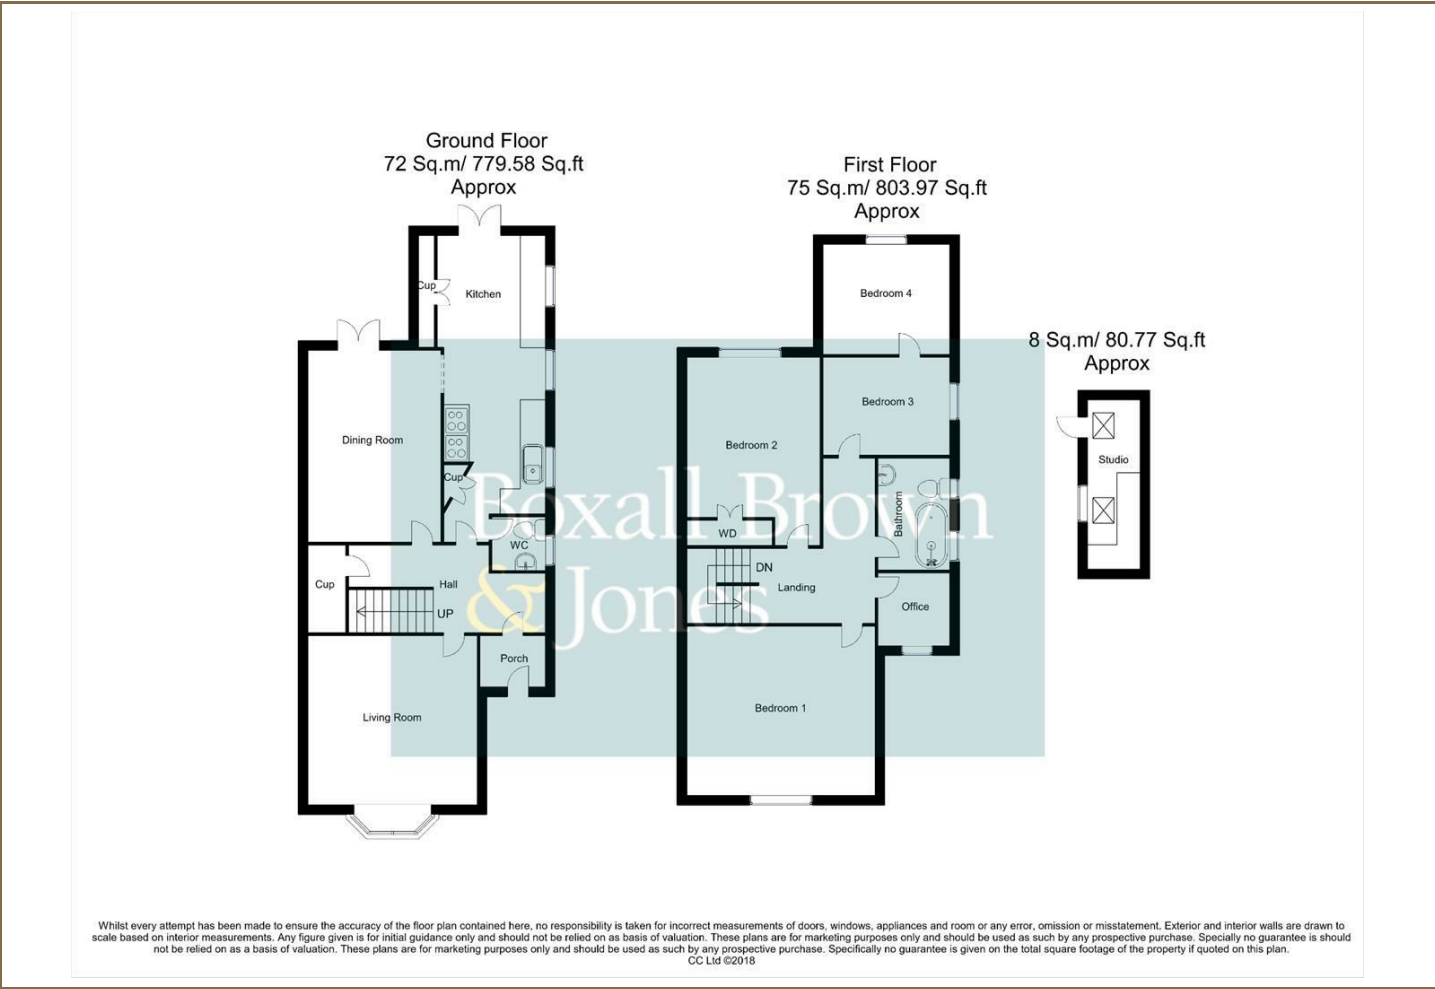 Ground Floor
72 Sq.m/ 779.58 Sq.ft
Approx
First Floor
75 Sq.m/ 803.97 Sq.ft
Approx
8 Sq.m/ 80.77 Sq.ft
Approx
Cup
Kitchen
Dining Room
Cup
WC
Cup
Hall
UP
Porch
Living Room
Bedroom 4
Bedroom 3
Bedroom 2
Bathroom
WD
DN
Landing
Office
Bedroom 1
Studio
Boxall Brown
& Jones
Whilst every attempt has been made to ensure the accuracy of the floor plan contained here, no responsibility is taken for incorrect measurements of doors, windows, appliances and room or any error, omission or misstatement. Exterior and interior walls are drawn to
scale based on interior measurements. Any figure given is for initial guidance only and should not be relied on as basis of valuation. These plans are for marketing purposes only and should be used as such by any prospective purchase. Specially no guarantee is should
not be relied on as a basis of valuation. These plans are for marketing purposes only and should be used as such by any prospective purchase. Specifically no guarantee is given on the total square footage of the property if quoted on this plan.
CC Ltd ©2018